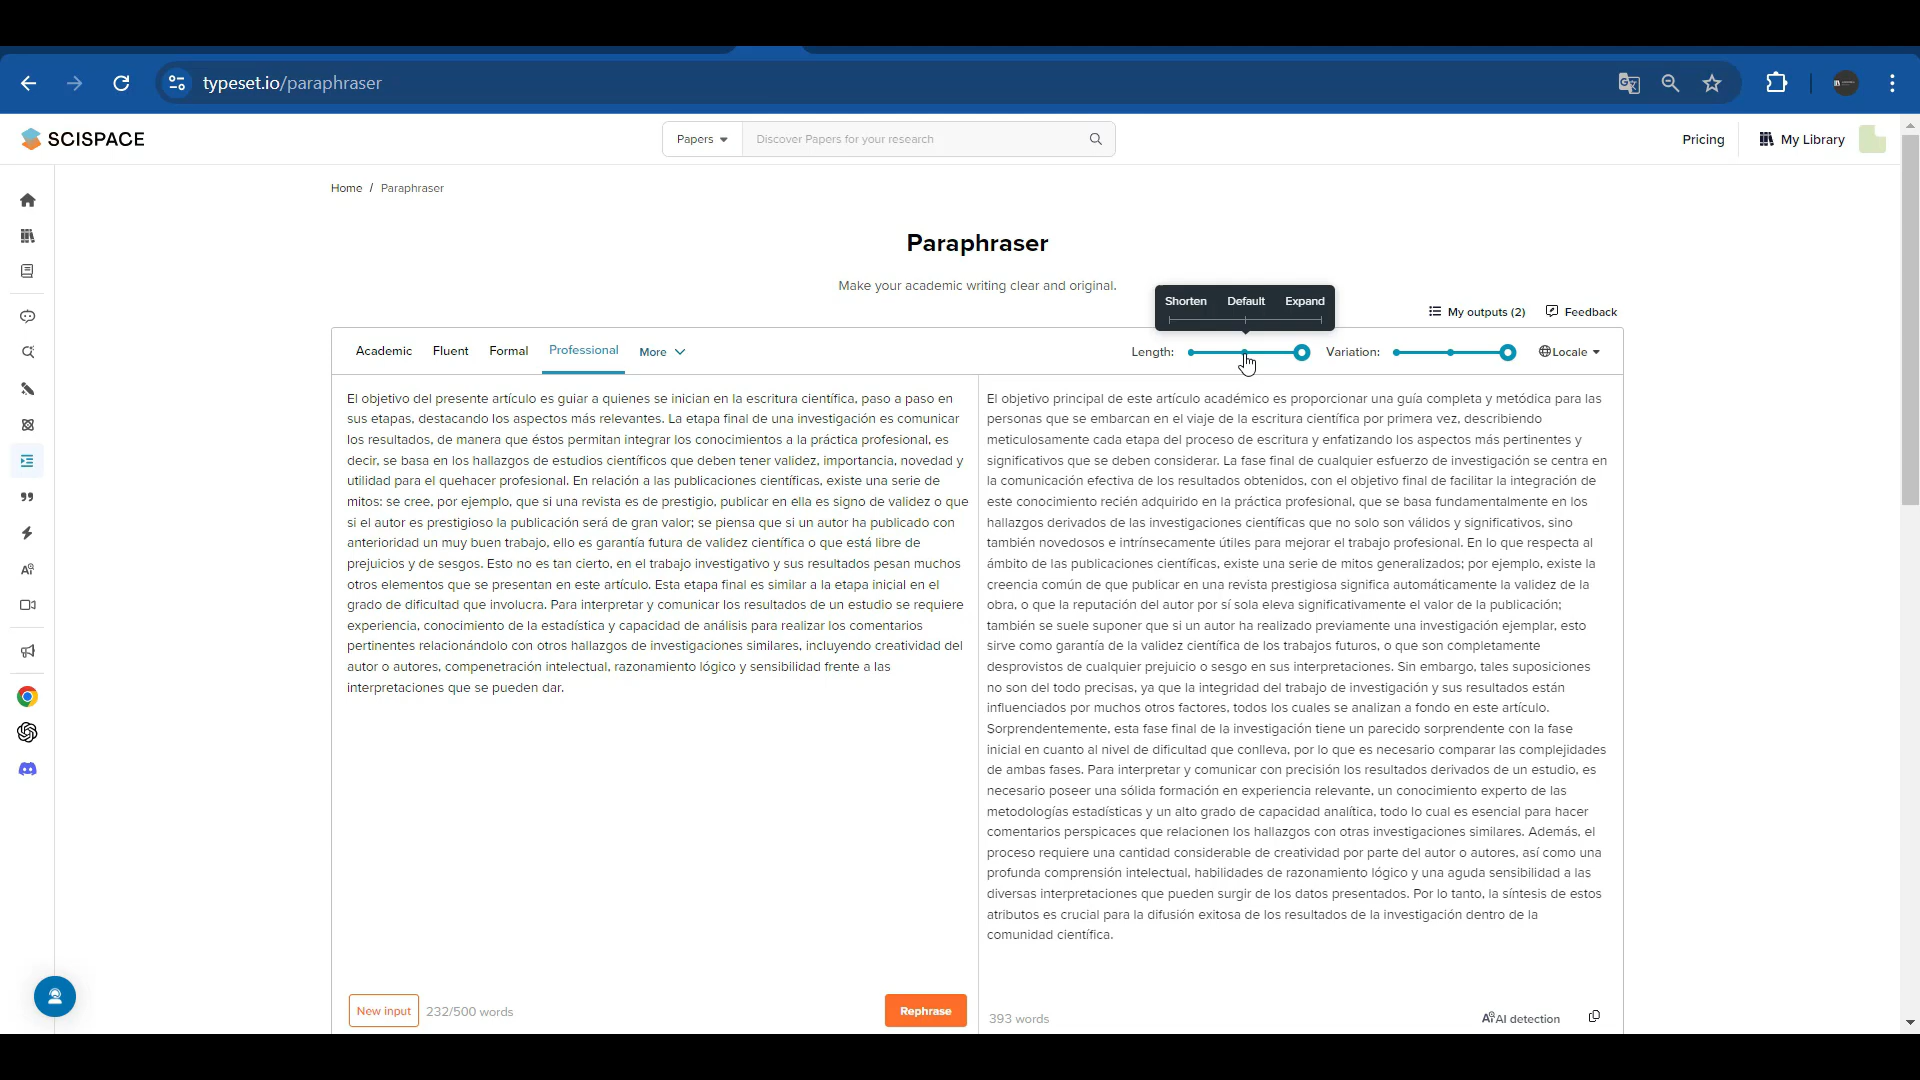 typeset.io/paraphraser
SCISPACE
Papers
Discover Papers for your research
Pricing
My Library
Home / Paraphraser
Paraphraser
Make your academic writing clear and original.
Shorten Default Expand
My outputs (2)
Feedback
Academic Fluent Formal Professional More
Length:
Variation:
Locale
El objetivo del presente artículo es guiar a quienes se inician en la escritura científica, paso a paso en
sus etapas, destacando los aspectos más relevantes. La etapa final de una investigación es comunicar
los resultados, de manera que éstos permitan integrar los conocimientos a la práctica profesional, es
decir, se basa en los hallazgos de estudios científicos que deben tener validez, importancia, novedad y
utilidad para el quehacer profesional. En relación a las publicaciones científicas, existe una serie de
mitos: se cree, por ejemplo, que si una revista es de prestigio, publicar en ella es signo de validez o que
si el autor es prestigioso la publicación será de gran valor; se piensa que si un autor ha publicado con
anterioridad un muy buen trabajo, ello es garantía futura de validez científica o que está libre de
prejuicios y de sesgos. Esto no es tan cierto, en el trabajo investigativo y sus resultados pesan muchos
otros elementos que se presentan en este artículo. Esta etapa final es similar a la etapa inicial en el
grado de dificultad que involucra. Para interpretar y comunicar los resultados de un estudio se requiere
experiencia, conocimiento de la estadística y capacidad de análisis para realizar los comentarios
pertinentes relacionándolo con otros hallazgos de investigaciones similares, incluyendo creatividad del
autor o autores, compenetración intelectual, razonamiento lógico y sensibilidad frente a las
interpretaciones que se pueden dar.
El objetivo principal de este artículo académico es proporcionar una guía completa y metódica para las
personas que se embarcan en el viaje de la escritura científica por primera vez, describiendo
meticulosamente cada etapa del proceso de escritura y enfatizando los aspectos más pertinentes y
significativos que se deben considerar. La fase final de cualquier esfuerzo de investigación se centra en
la comunicación efectiva de los resultados obtenidos, con el objetivo final de facilitar la integración de
este conocimiento recién adquirido en la práctica profesional, que se basa fundamentalmente en los
hallazgos derivados de las investigaciones científicas que no solo son válidos y significativos, sino
también novedosos e intrínsecamente útiles para mejorar el trabajo profesional. En lo que respecta al
ámbito de las publicaciones científicas, existe una serie de mitos generalizados; por ejemplo, existe la
creencia común de que publicar en una revista prestigiosa significa automáticamente la validez de la
obra, o que la reputación del autor por sí sola eleva significativamente el valor de la publicación;
también se suele suponer que si un autor ha realizado previamente una investigación ejemplar, esto
sirve como garantía de la validez científica de los trabajos futuros, o que son completamente
desprovistos de cualquier prejuicio o sesgo en sus interpretaciones. Sin embargo, tales suposiciones
no son del todo precisas, ya que la integridad del trabajo de investigación y sus resultados están
influenciados por muchos otros factores, todos los cuales se analizan a fondo en este artículo.
Sorprendentemente, esta fase final de la investigación tiene un parecido sorprendente con la fase
inicial en cuanto al nivel de dificultad que conlleva, por lo que es necesario comparar las complejidades
de ambas fases. Para interpretar y comunicar con precisión los resultados derivados de un estudio, es
necesario poseer una sólida formación en experiencia relevante, un conocimiento experto de las
metodologías estadísticas y un alto grado de capacidad analítica, todo lo cual es esencial para hacer
comentarios perspicaces que relacionen los hallazgos con otras investigaciones similares. Además, el
proceso requiere una cantidad considerable de creatividad por parte del autor o autores, así como una
profunda comprensión intelectual, habilidades de razonamiento lógico y una aguda sensibilidad a las
diversas interpretaciones que pueden surgir de los datos presentados. Por lo tanto, la síntesis de estos
atributos es crucial para la difusión exitosa de los resultados de la investigación dentro de la
comunidad científica.
New input
232/500 words
Rephrase
393 words
AI detection